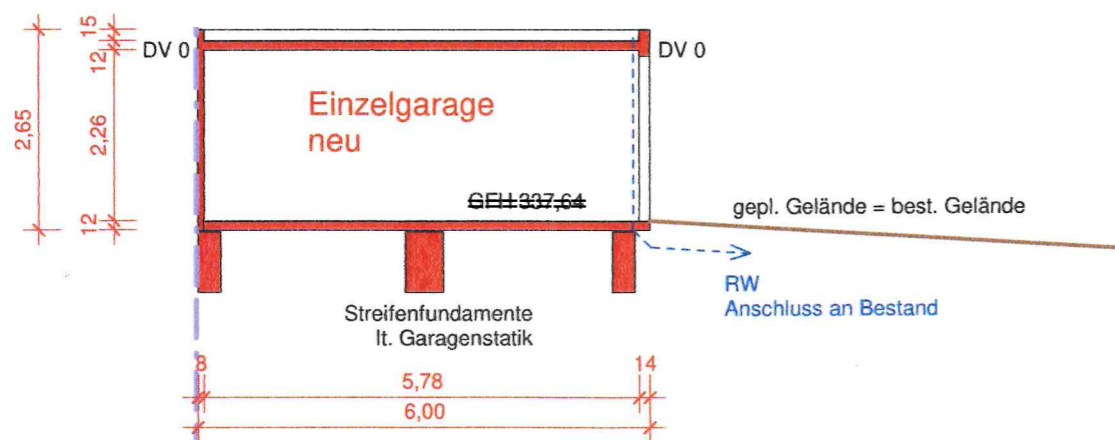 15
DV 0
DV 0
12
2,65
2,26
Einzelgarage
neu
GFH 337,64
12
gepl. Gelände = best. Gelände
RW
Anschluss an Bestand
Streifenfundamente
lt. Garagenstatik
8
5,78
14
6,00